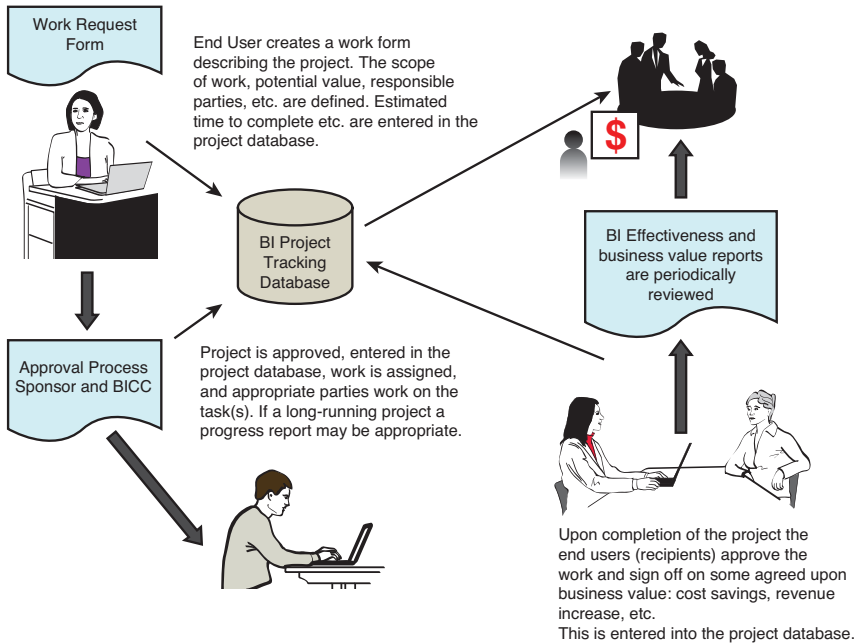 Work Request
Form
End User creates a work form
describing the project. The scope
of work, potential value, responsible
parties, etc. are defined. Estimated
time to complete etc. are entered in the
project database.
$
BI Project
Tracking
Database
BI Effectiveness and
business value reports
are periodically
reviewed
Approval Process
Sponsor and BICC
Project is approved, entered in the
project database, work is assigned,
and appropriate parties work on the
task(s). If a long-running project a
progress report may be appropriate.
Upon completion of the project the
end users (recipients) approve the
work and sign off on some agreed upon
business value: cost savings, revenue
increase, etc.
This is entered into the project database.